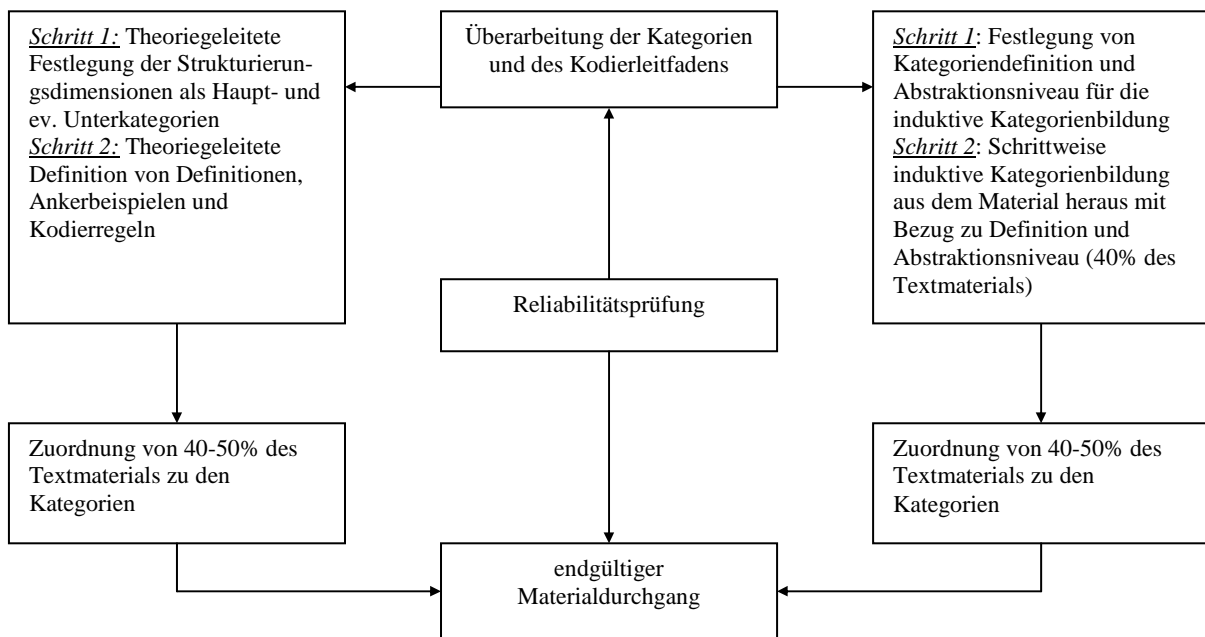 Schritt 1: Theoriegeleitete
Festlegung der Strukturierun-
gsdimensionen als Haupt- und
ev. Unterkategorien
Schritt 2: Theoriegeleitete
Definition von Definitionen,
Ankerbeispielen und
Kodierregeln
Überarbeitung der Kategorien
und des Kodierleitfadens
Schritt 1: Festlegung von
Kategoriendefinition und
Abstraktionsniveau für die
induktive Kategorienbildung
Schritt 2: Schrittweise
induktive Kategorienbildung
aus dem Material heraus mit
Bezug zu Definition und
Abstraktionsniveau (40% des
Textmaterials)
Reliabilitätsprüfung
Zuordnung von 40-50% des
Textmaterials zu den
Kategorien
Zuordnung von 40-50% des
Textmaterials zu den
Kategorien
endgültiger
Materialdurchgang